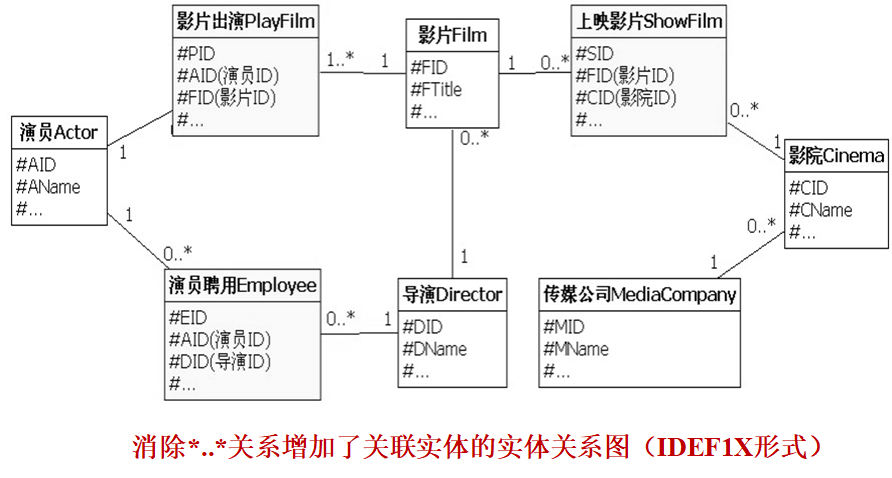 影片出演PlayFilm
#PID
#AID(演员ID)
#FID(影片ID)
#...
1..*
1
影片Film
#FID
#FTitle
#...
1
0..*
上映影片ShowFilm
#SID
#FID(影片ID)
#CID(影院ID)
#...
0..*
1
演员Actor
#AID
#AName
#...
1
1
0..*
0..*
1
影院Cinema
#CID
#CName
#...
0..*
1
演员聘用Employee
#EID
#AID(演员ID)
#DID(导演ID)
#...
0..*
1
导演Director
#DID
#DName
#...
传媒公司MediaCompany
#MID
#MName
#...
消除*..*关系增加了关联实体的实体关系图（IDEF1X形式）